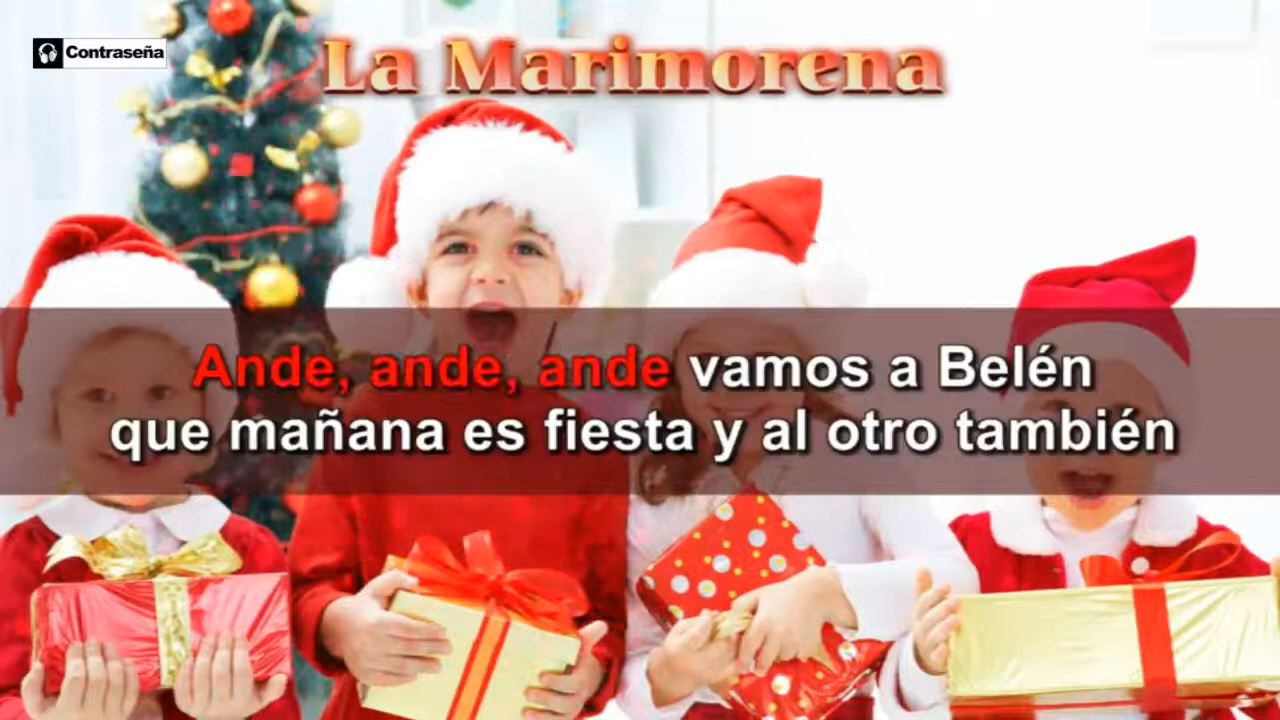 Contraseña
La Marimorena
Ande, ande, ande vamos a Belén
que mañana es fiesta y al otro también